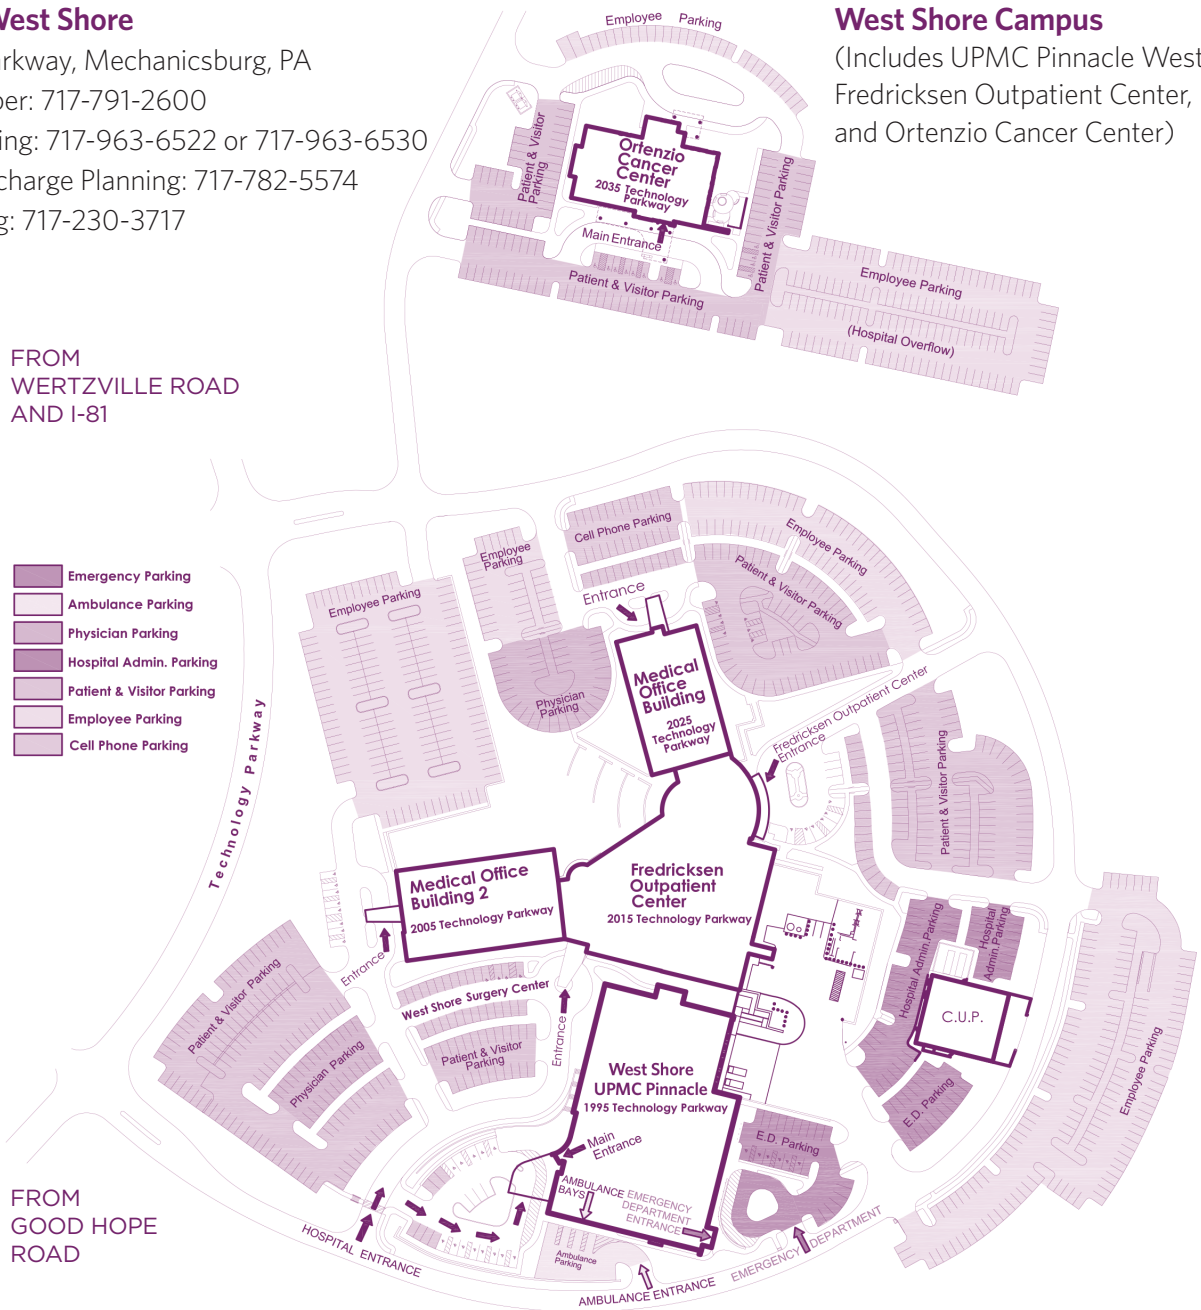 West Shore
arkway, Mechanicsburg, PA
ber: 717-791-2600
ing: 717-963-6522 or 717-963-6530
charge Planning: 717-782-5574
g: 717-230-3717
West Shore Campus
(Includes UPMC Pinnacle West
Fredricksen Outpatient Center,
and Ortenzio Cancer Center)
Employee Parking
Patient & Visitor
Parking
Ortenzio
Cancer
Center
2035 Technology
Parkway
Main Entrance
Patient & Visitor Parking
Patient & Visitor Parking
Employee Parking
(Hospital Overflow)
FROM
WERTZVILLE ROAD
AND I-81
Emergency Parking
Ambulance Parking
Physician Parking
Hospital Admin. Parking
Patient & Visitor Parking
Employee Parking
Cell Phone Parking
Technology Parkway
Employee Parking
Employee
Parking
Cell Phone Parking
Employee Parking
Patient & Visitor Parking
Entrance
Physician
Parking
Medical
Office
Building
2025
Technology
Parkway
Fredricksen Outpatient Center
Entrance
Patient & Visitor Parking
Medical Office
Building 2
2005 Technology Parkway
Fredricksen
Outpatient
Center
2015 Technology Parkway
Entrance
West Shore Surgery Center
Patient & Visitor
Parking
Entrance
Patient & Visitor Parking
Physician Parking
Hospital Admin.Parking
Hospital
Admin.Parking
C.U.P.
Employee Parking
E.D. Parking
West Shore
UPMC Pinnacle
1995 Technology Parkway
Main
Entrance
E.D. Parking
AMBULANCE
BAYS
EMERGENCY
DEPARTMENT
ENTRANCE
Ambulance
Parking
FROM
GOOD HOPE
ROAD
HOSPITAL ENTRANCE
AMBULANCE ENTRANCE
EMERGENCY DEPARTMENT